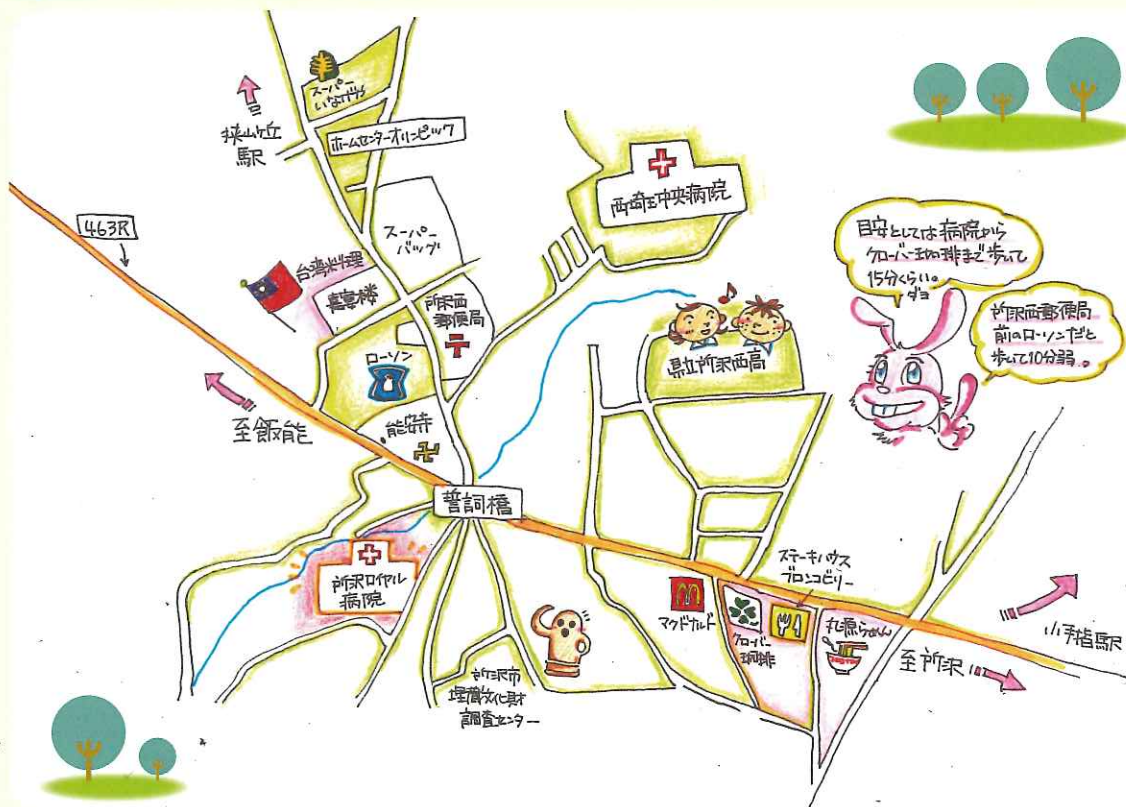 スーパー
いなげや
狭山ヶ丘
駅
ホームセンターオリンピック
西埼玉中央病院
463R
スーパー
バッグ
台湾料理
喜宴楼
所沢西
郵便局
ローソン
県立所沢西高
目安としては病院から
クローバー珈琲まで歩いて
15分くらい。
ダヨ
所沢西郵便局
前のローソンだと
歩いて10分弱。
至飯能
能安寺
誓詞橋
所沢ロイヤル
病院
ステーキハウス
ブロンコビリー
マクドナルド
クローバー
珈琲
丸源らーめん
小手指駅
至所沢
所沢市
埋蔵文化財
調査センター